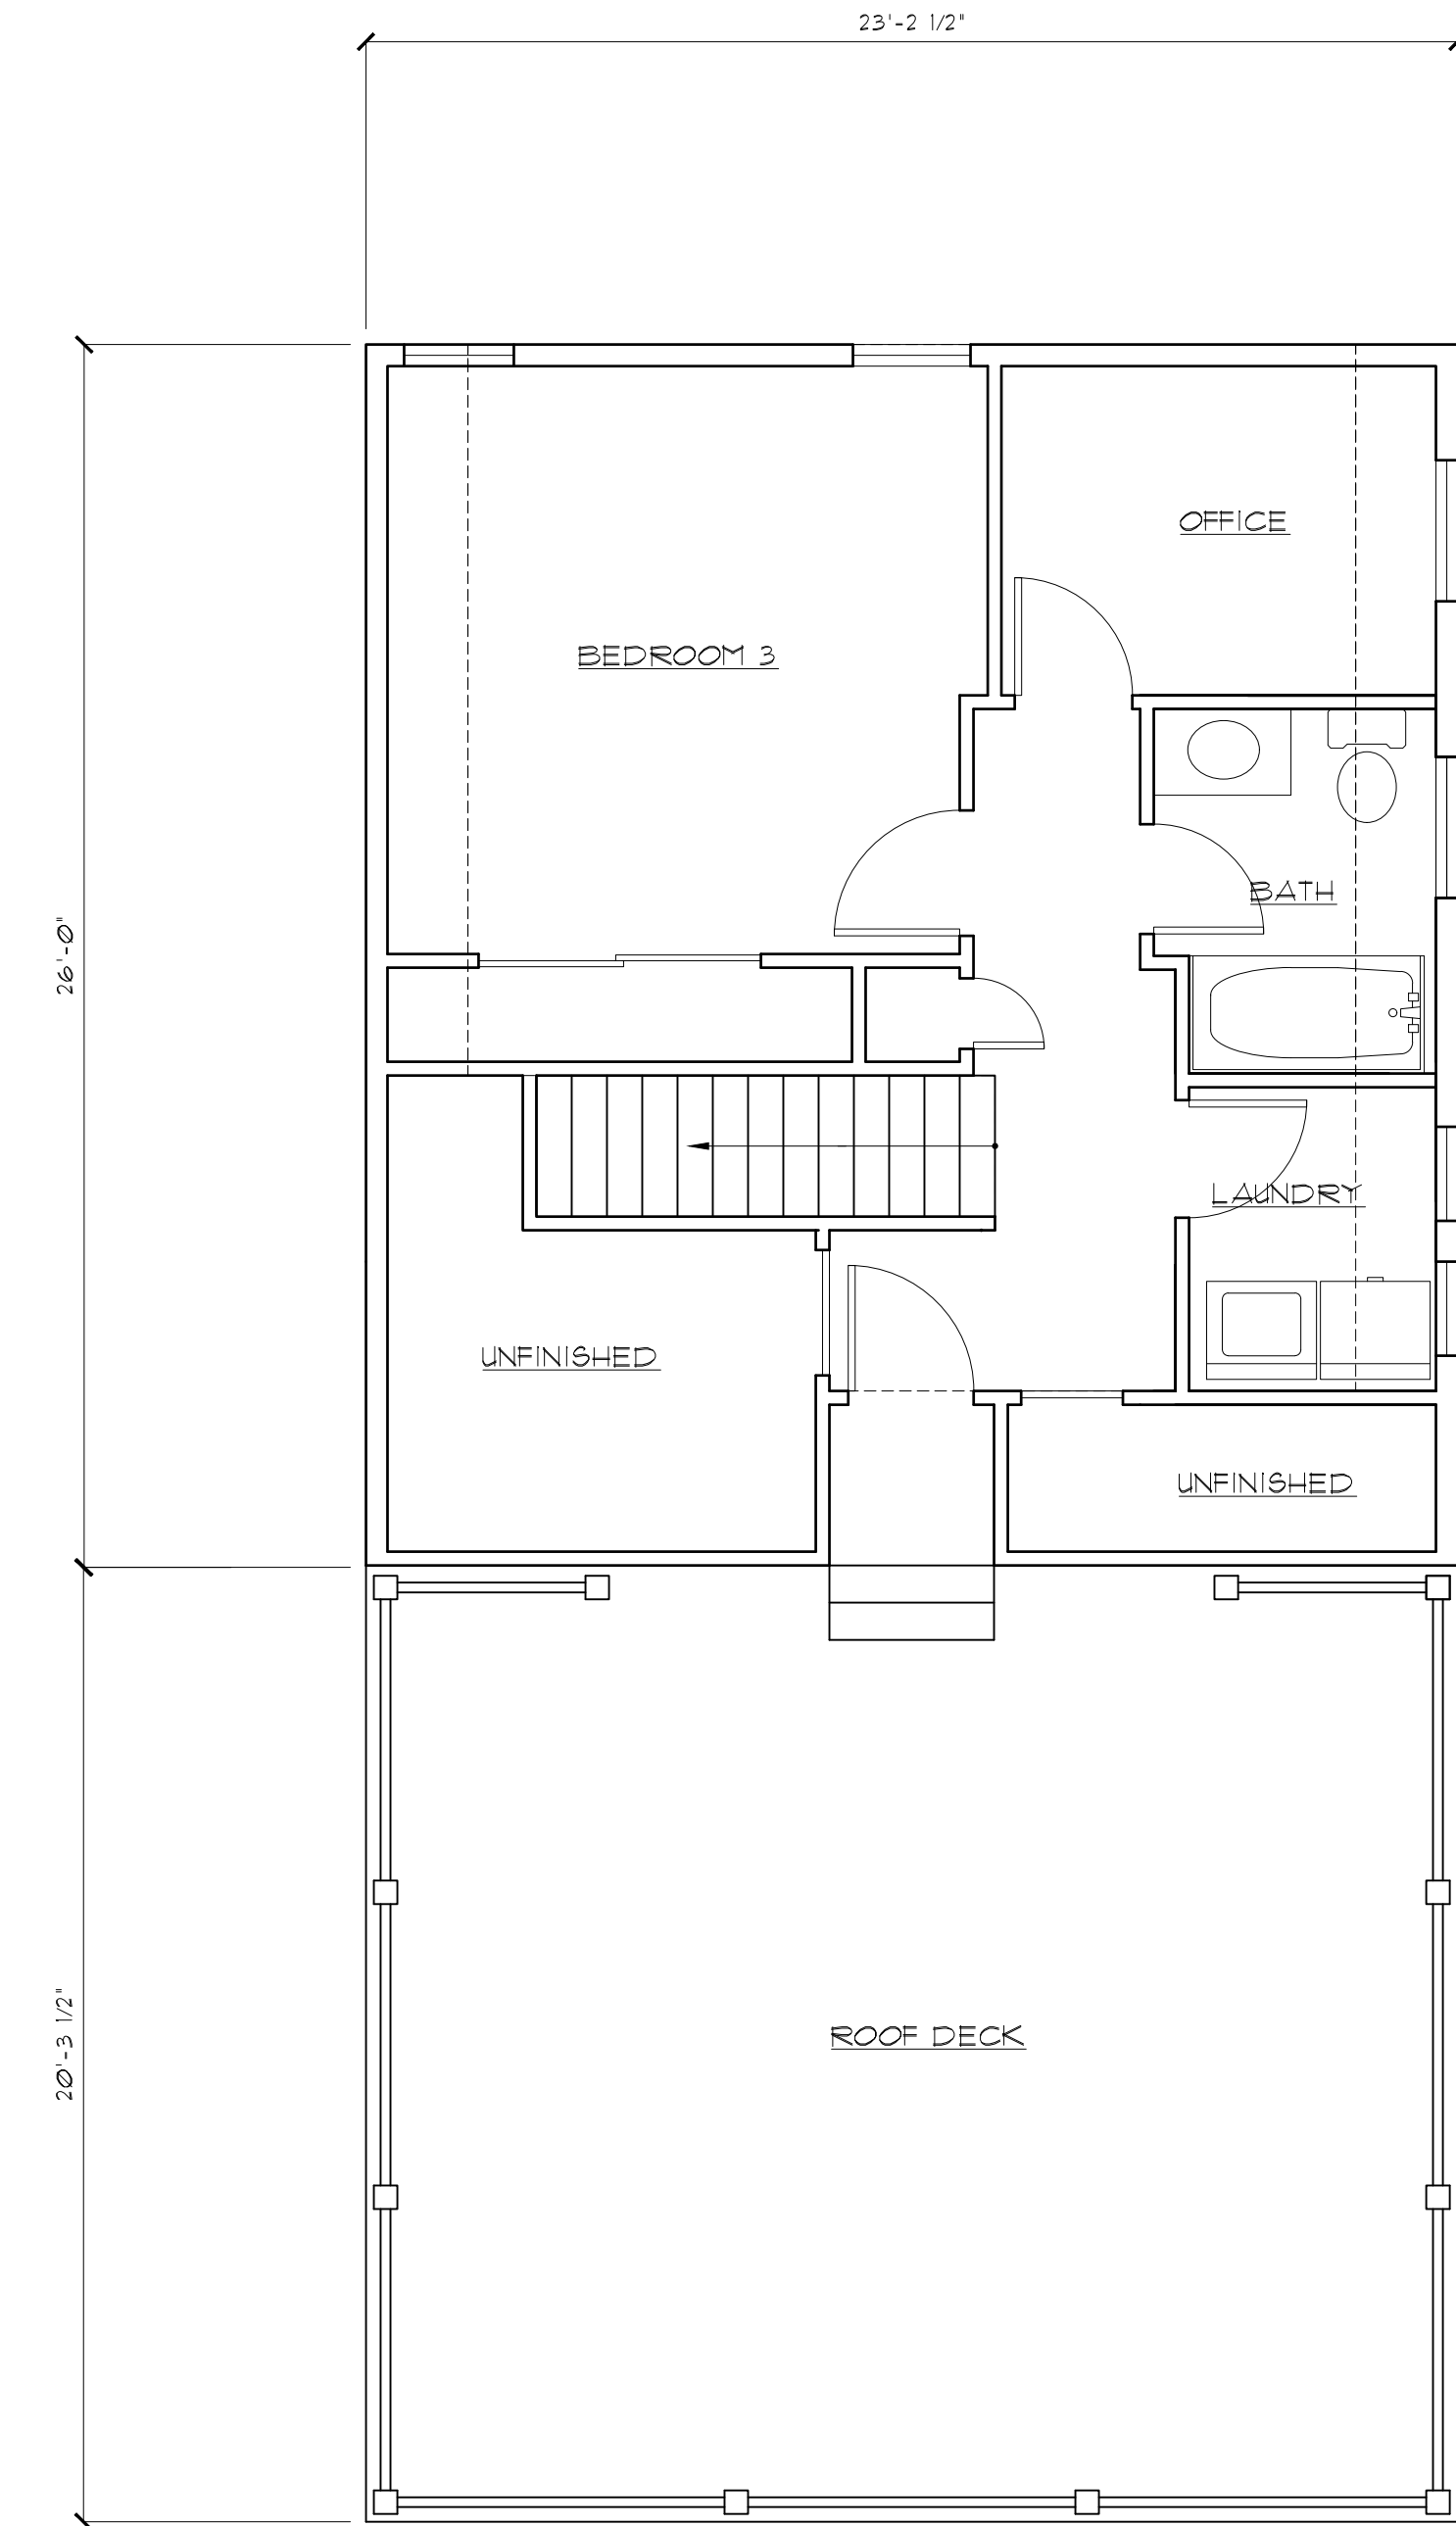 23'-2 1/2"
OFFICE
BEDROOM 3
BATH
26'-0"
LAUNDRY
UNFINISHED
UNFINISHED
ROOF DECK
20'-3 1/2"